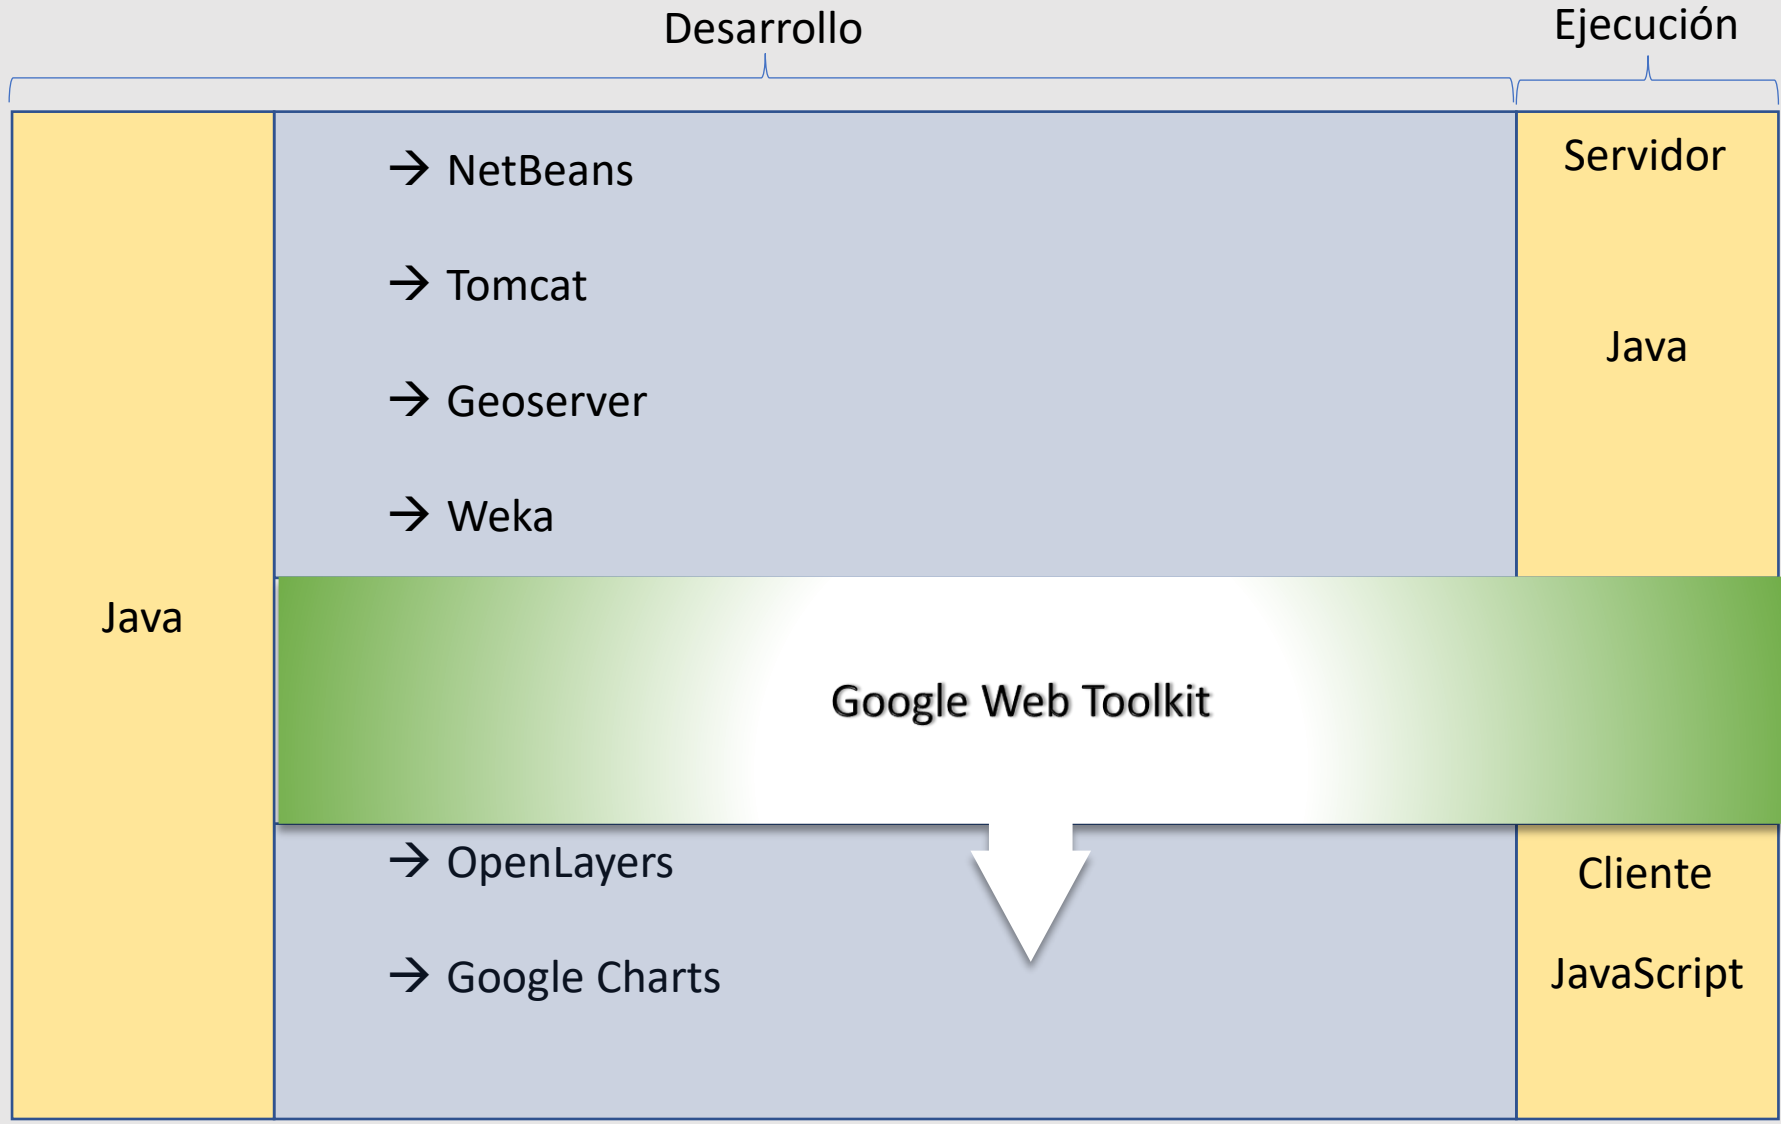 Desarrollo
Ejecución
→ NetBeans
→ Tomcat
→ Geoserver
→ Weka
Servidor
Java
Java
Google Web Toolkit
→ OpenLayers
→ Google Charts
Cliente
JavaScript